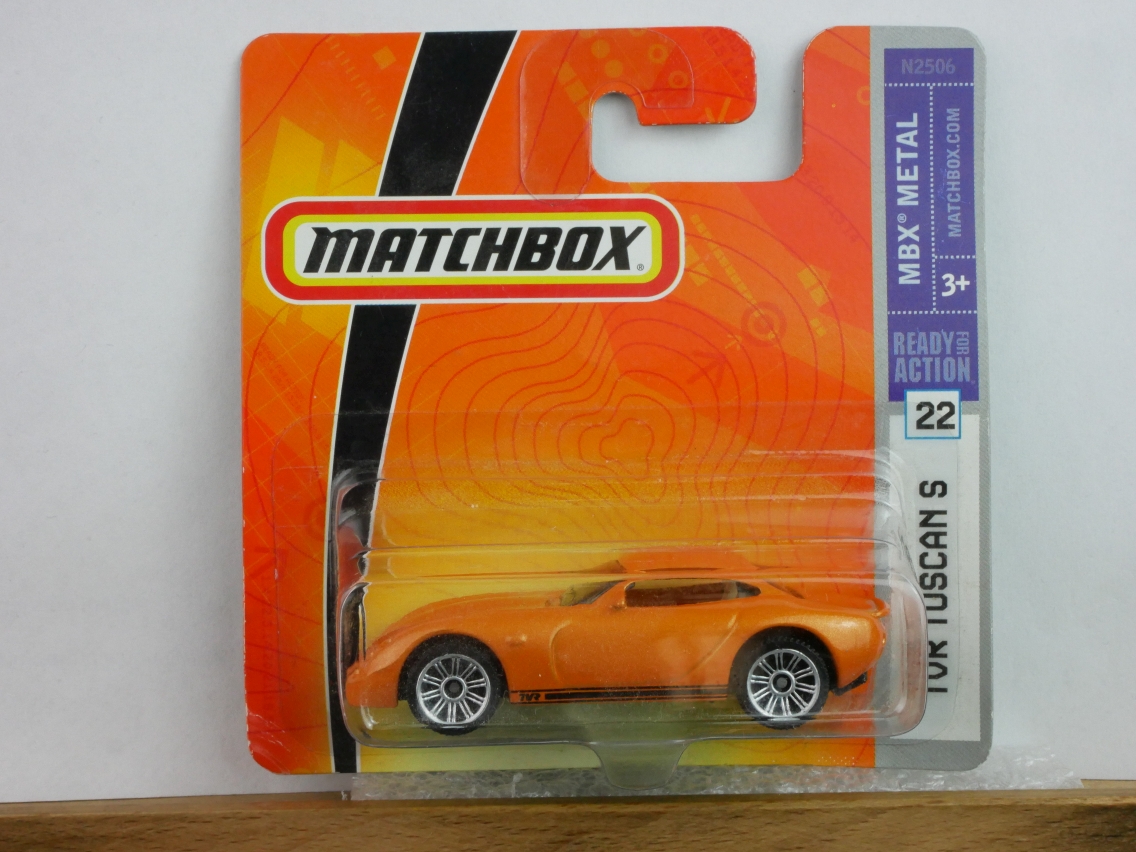 N2506
MBX® METAL
MATCHBOX.COM
3+
READY FOR ACTION
22
TVR TUSCAN S
MATCHBOX®
TVR